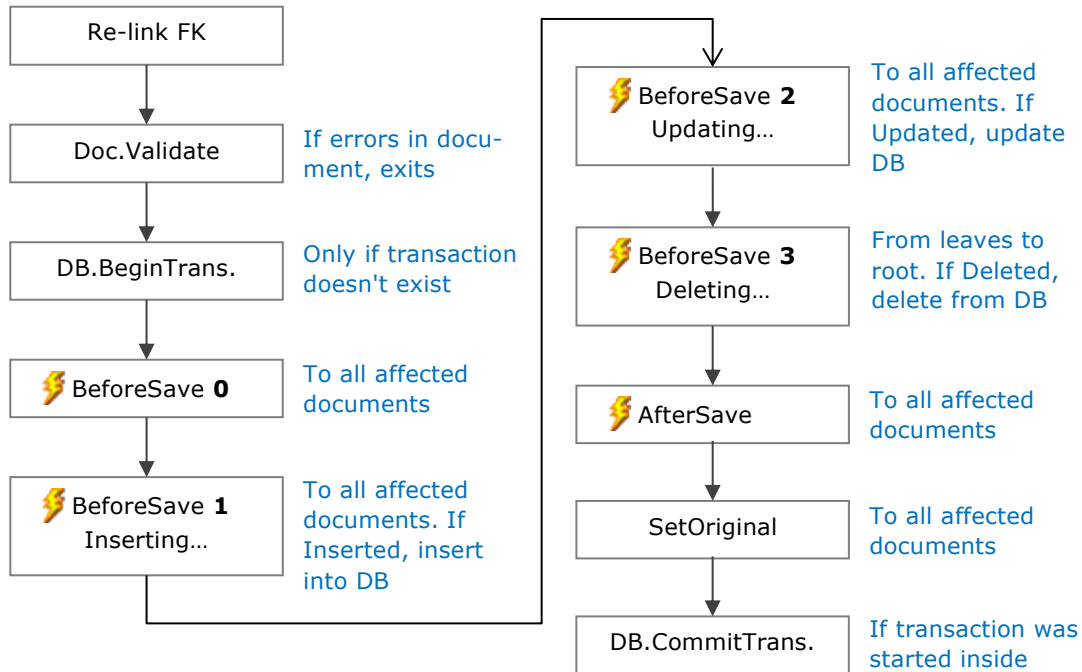 Re-link FK
Doc.Validate
If errors in docu-
ment, exits
DB.BeginTrans.
Only if transaction
doesn't exist
BeforeSave 0
To all affected
documents
BeforeSave 1
Inserting…
To all affected
documents. If
Inserted, insert
into DB
BeforeSave 2
Updating…
To all affected
documents. If
Updated, update
DB
BeforeSave 3
Deleting…
From leaves to
root. If Deleted,
delete from DB
AfterSave
To all affected
documents
SetOriginal
To all affected
documents
DB.CommitTrans.
If transaction was
started inside